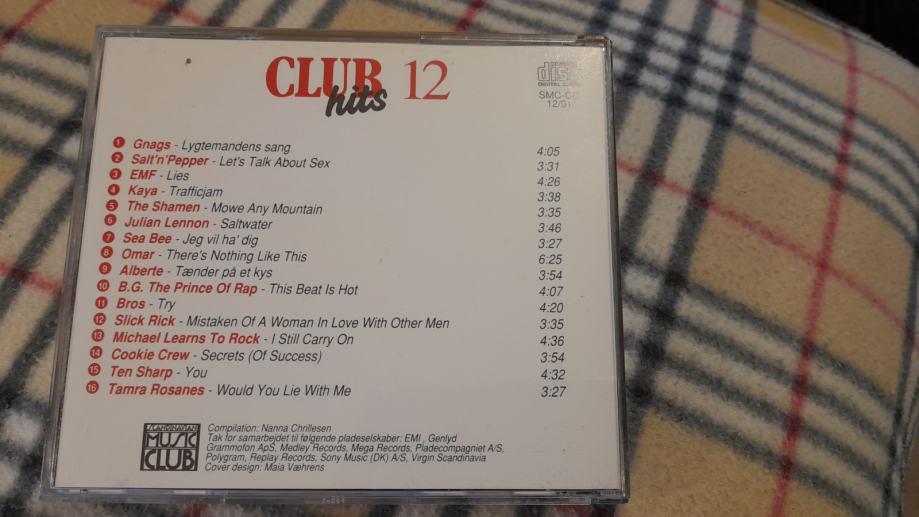 CLUB hits 12
disc
DIGITAL AUDIO
SMC-CD
12/91
1 Gnags - Lygtemandens sang 4:05
2 Salt'n'Pepper - Let's Talk About Sex 3:31
3 EMF - Lies 4:26
4 Kaya - Trafficjam 3:38
5 The Shamen - Mowe Any Mountain 3:35
6 Julian Lennon - Saltwater 3:46
7 Sea Bee - Jeg vil ha' dig 3:27
8 Omar - There's Nothing Like This 6:25
9 Alberte - Tænder på et kys 3:54
10 B.G. The Prince Of Rap - This Beat Is Hot 4:07
11 Bros - Try 4:20
12 Slick Rick - Mistaken Of A Woman In Love With Other Men 3:35
13 Michael Learns To Rock - I Still Carry On 4:36
14 Cookie Crew - Secrets (Of Success) 3:54
15 Ten Sharp - You 4:32
16 Tamra Rosanes - Would You Lie With Me 3:27
SCANDINAVIAN
MUSIC
CLUB
Compilation: Nanna Chrillesen
Tak for samarbejdet til følgende pladeselskaber: EMI , Genlyd
Grammofon ApS, Medley Records, Mega Records, Pladecompagniet A/S,
Polygram, Replay Records, Sony Music (DK) A/S, Virgin Scandinavia
Cover design: Maia Væhrens